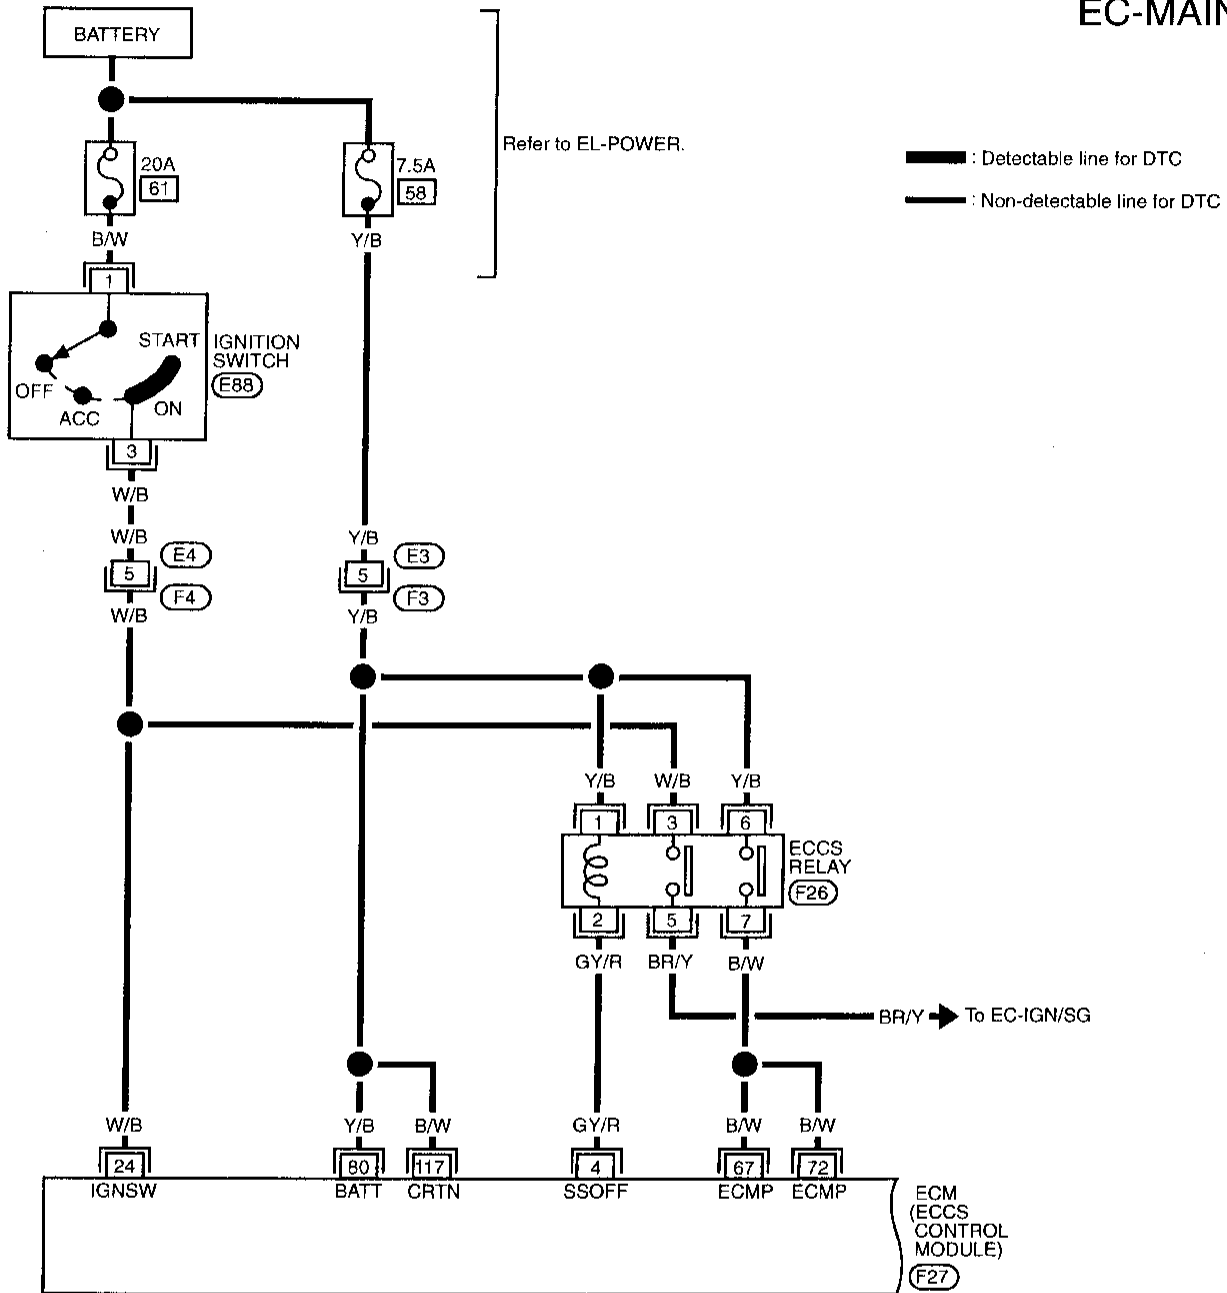 EC-MAIN
BATTERY
Refer to EL-POWER.
: Detectable line for DTC
: Non-detectable line for DTC
20A
61
7.5A
58
B/W
Y/B
1
START
OFF
ACC
ON
IGNITION
SWITCH
E88
3
W/B
W/B
Y/B
E4
E3
5
5
F4
F3
W/B
Y/B
Y/B
W/B
Y/B
1
3
6
ECCS
RELAY
F26
2
5
7
GY/R
BR/Y
B/W
BR/Y
To EC-IGN/SG
W/B
Y/B
B/W
GY/R
B/W
B/W
24
80
117
4
67
72
IGNSW
BATT
CRTN
SSOFF
ECMP
ECMP
ECM
(ECCS
CONTROL
MODULE)
F27